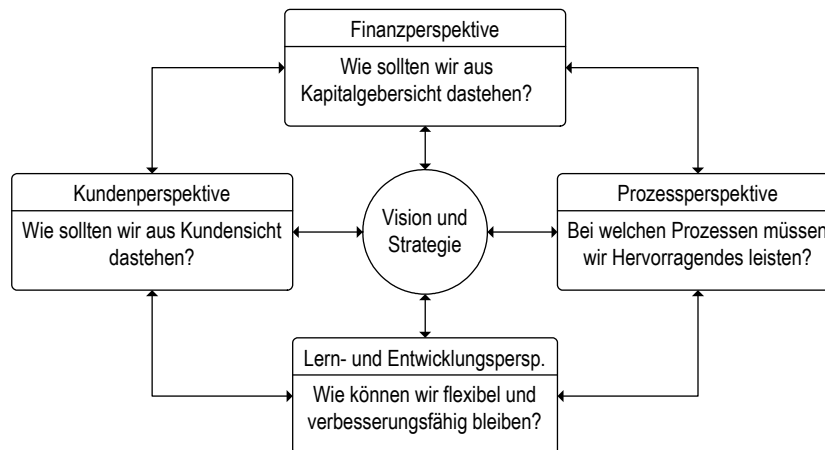 Finanzperspektive
Wie sollten wir aus
Kapitalgebersicht dastehen?
Kundenperspektive
Wie sollten wir aus Kundensicht
dastehen?
Vision und
Strategie
Prozessperspektive
Bei welchen Prozessen müssen
wir Hervorragendes leisten?
Lern- und Entwicklungspersp.
Wie können wir flexibel und
verbesserungsfähig bleiben?